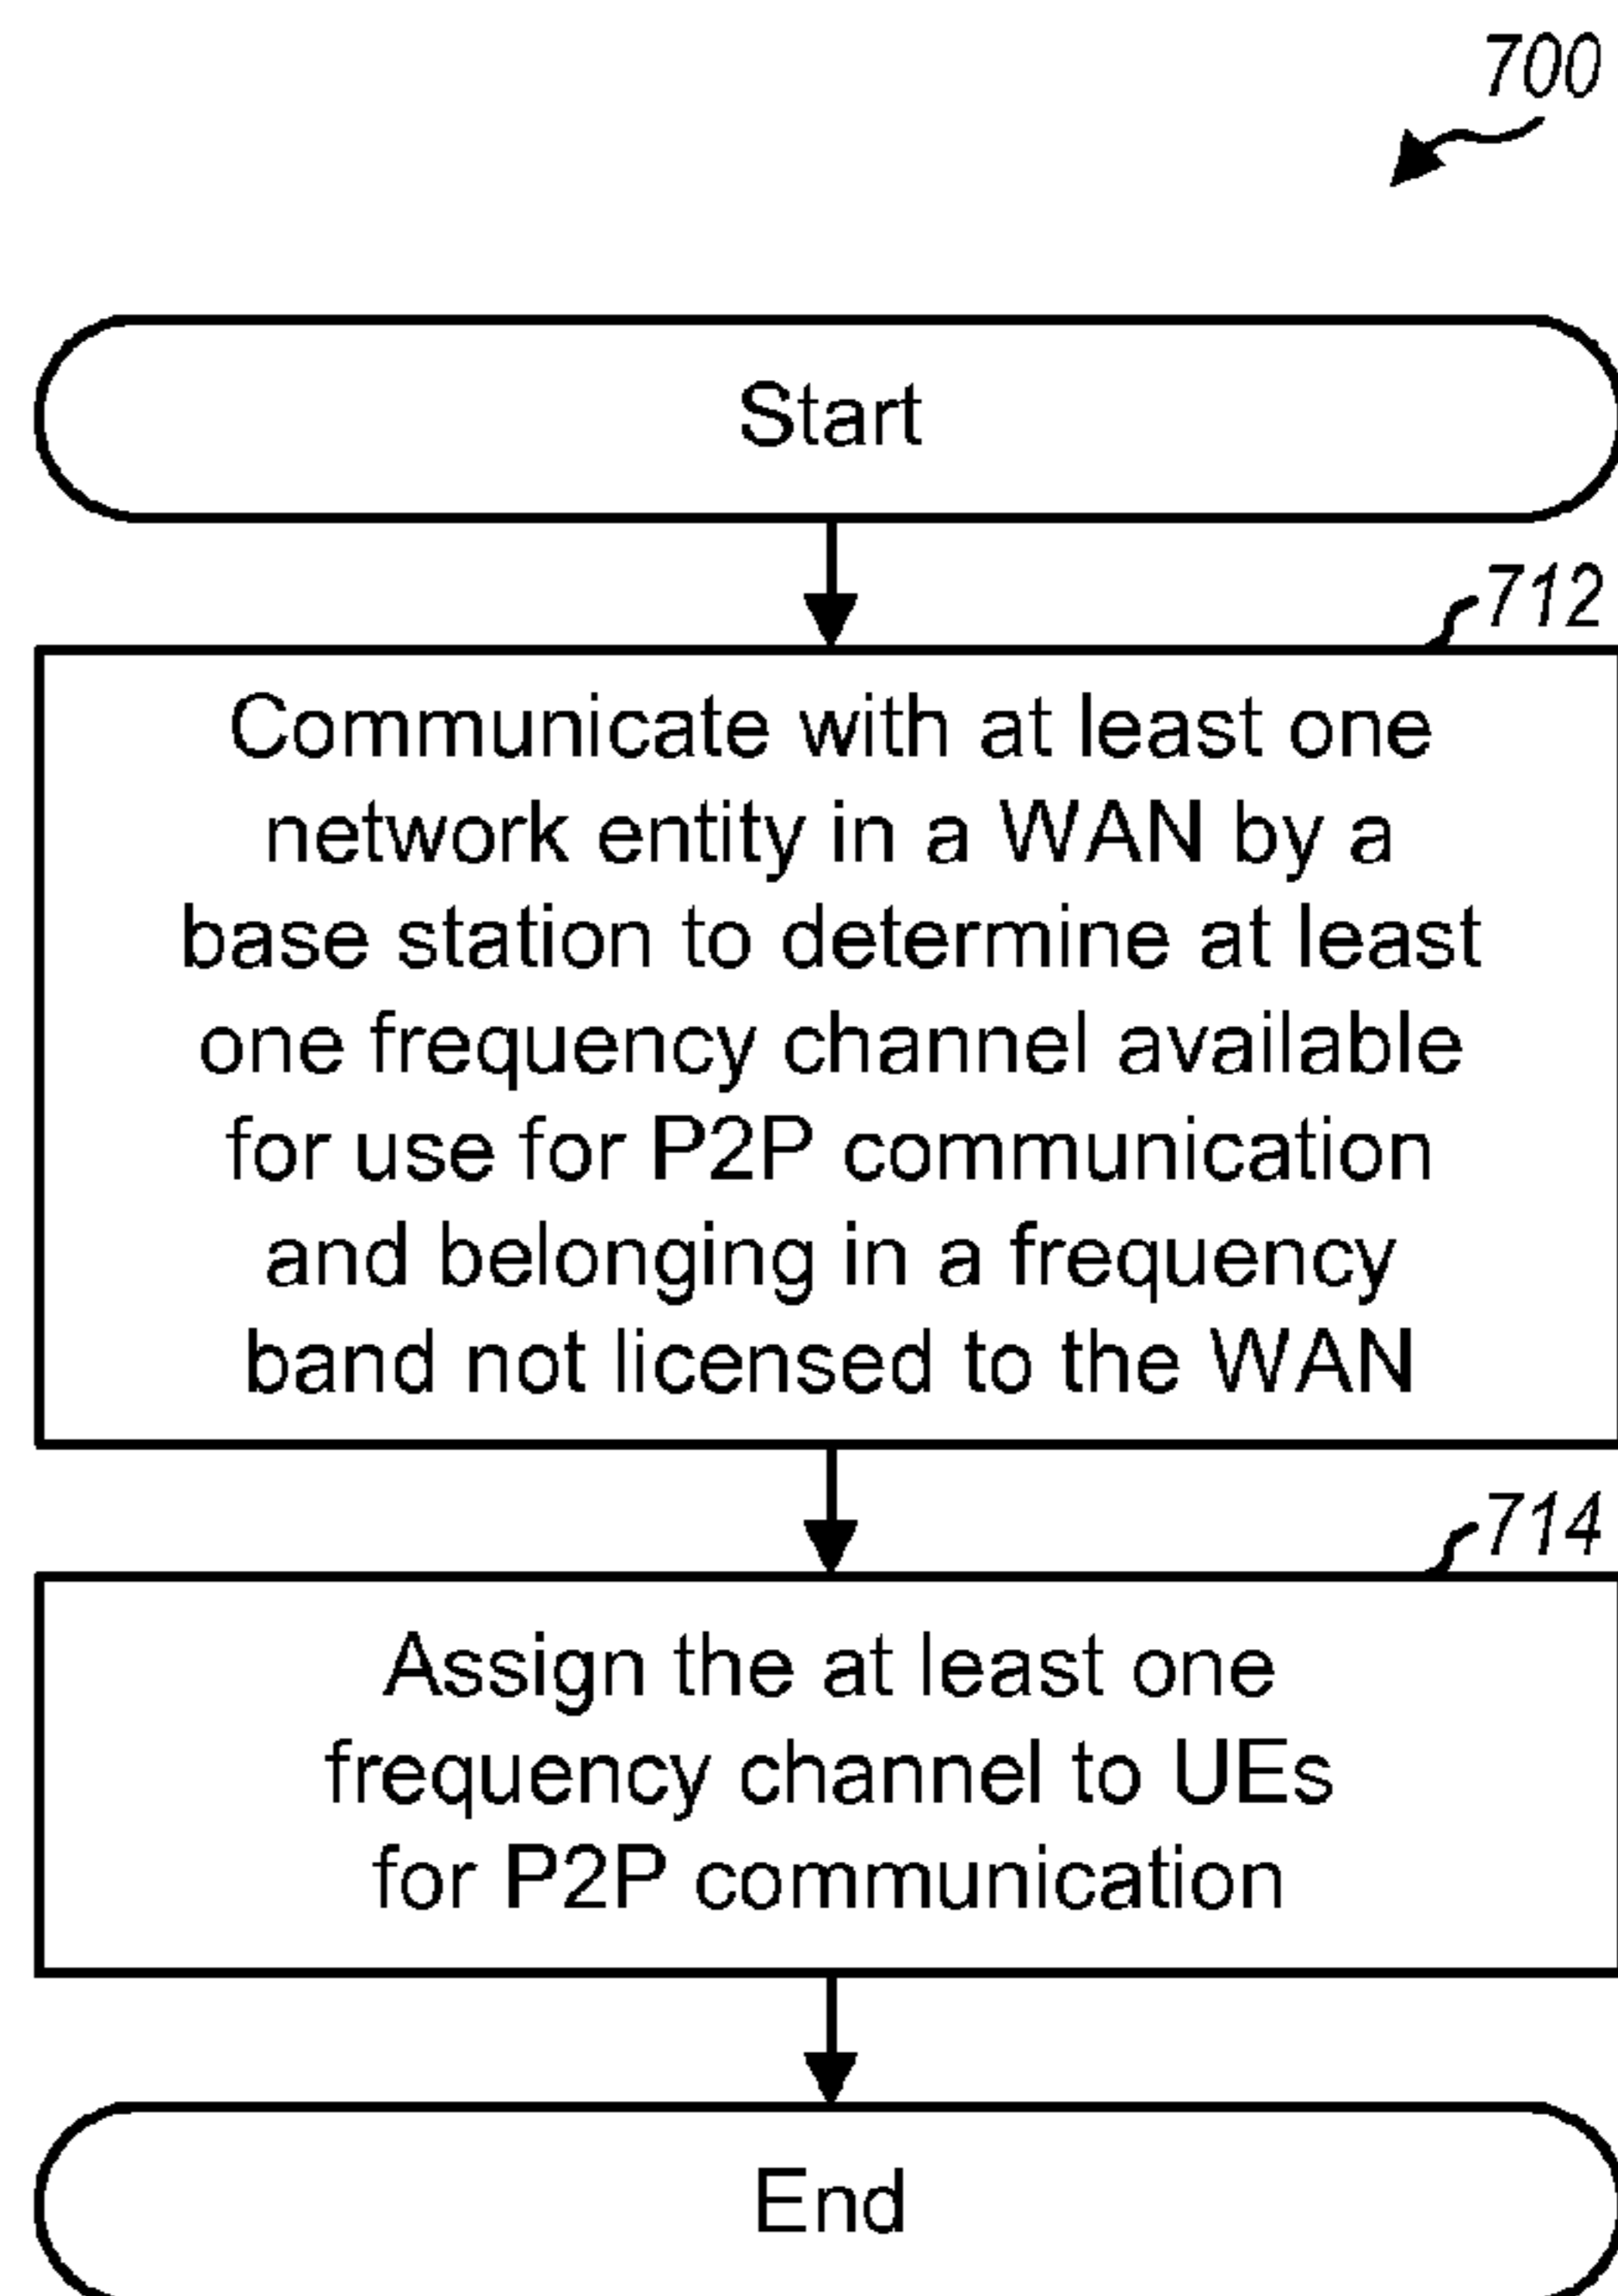 700
Start
712
Communicate with at least one
network entity in a WAN by a
base station to determine at least
one frequency channel available
for use for P2P communication
and belonging in a frequency
band not licensed to the WAN
714
Assign the at least one
frequency channel to UEs
for P2P communication
End